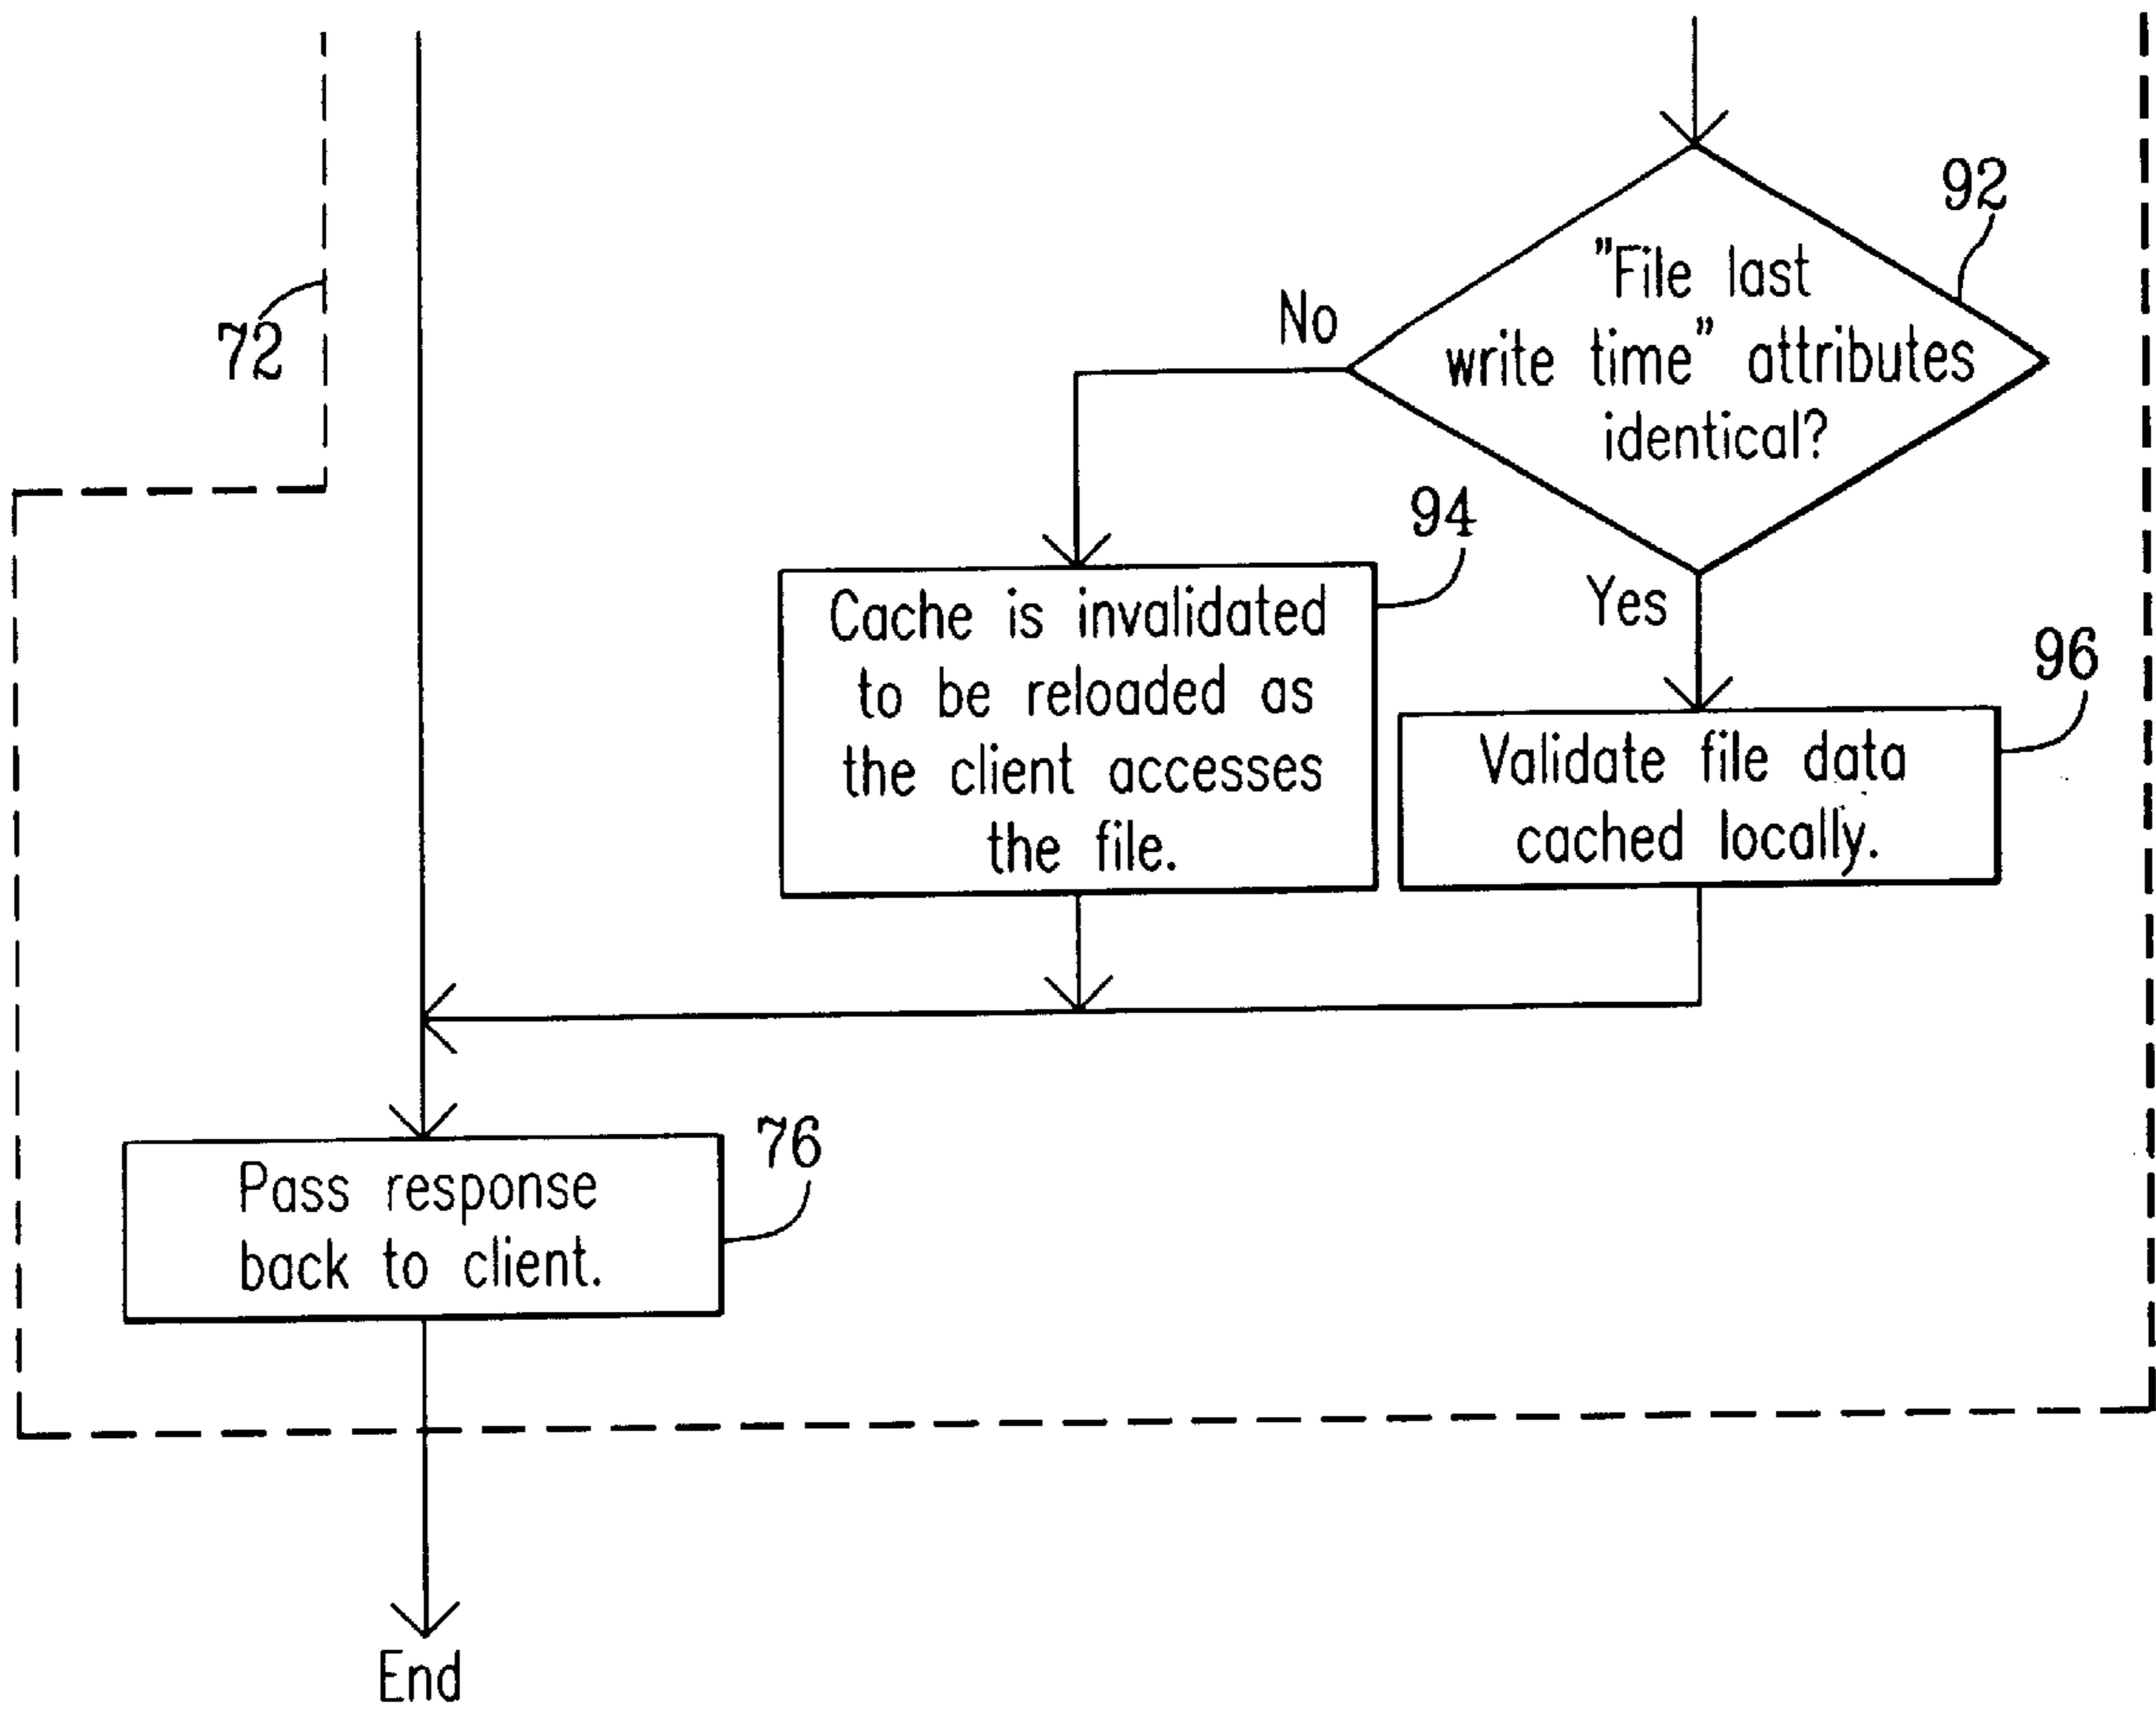 92
"File last
write time" attributes
identical?
No
72
94
Yes
Cache is invalidated
to be reloaded as
the client accesses
the file.
96
Validate file data
cached locally.
76
Pass response
back to client.
End